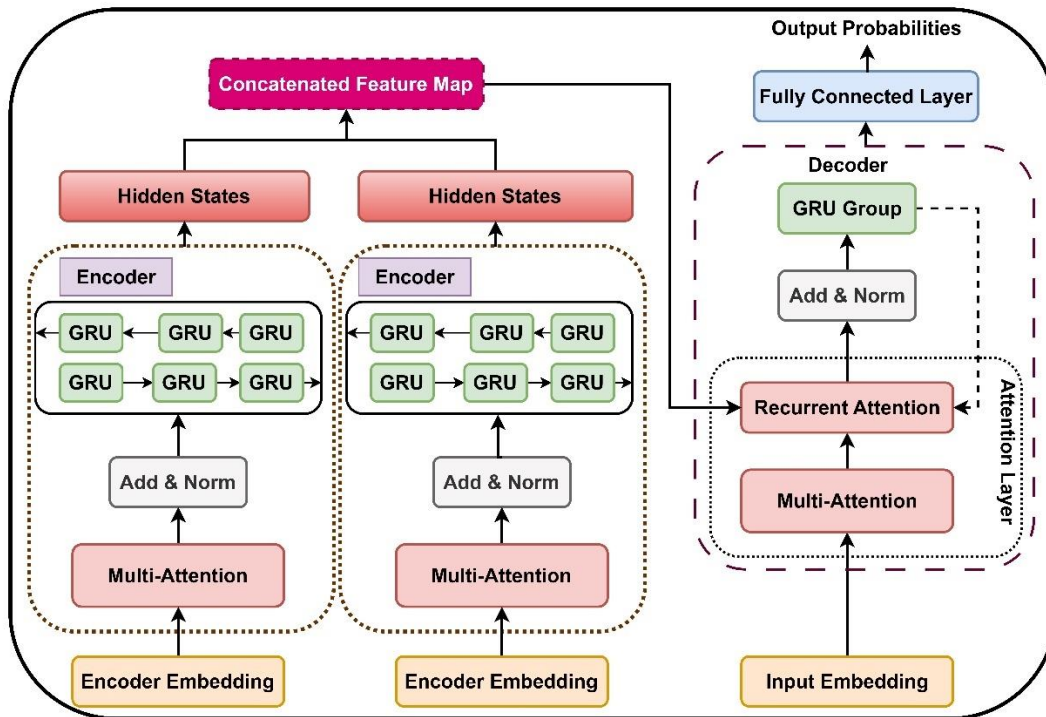 Output Probabilities
Concatenated Feature Map
Fully Connected Layer
Decoder
Hidden States
Hidden States
GRU Group
Encoder
Encoder
Add & Norm
GRU GRU GRU
GRU GRU GRU
GRU GRU GRU
GRU GRU GRU
Recurrent Attention
Attention Layer
Add & Norm
Add & Norm
Multi-Attention
Multi-Attention
Multi-Attention
Encoder Embedding
Encoder Embedding
Input Embedding